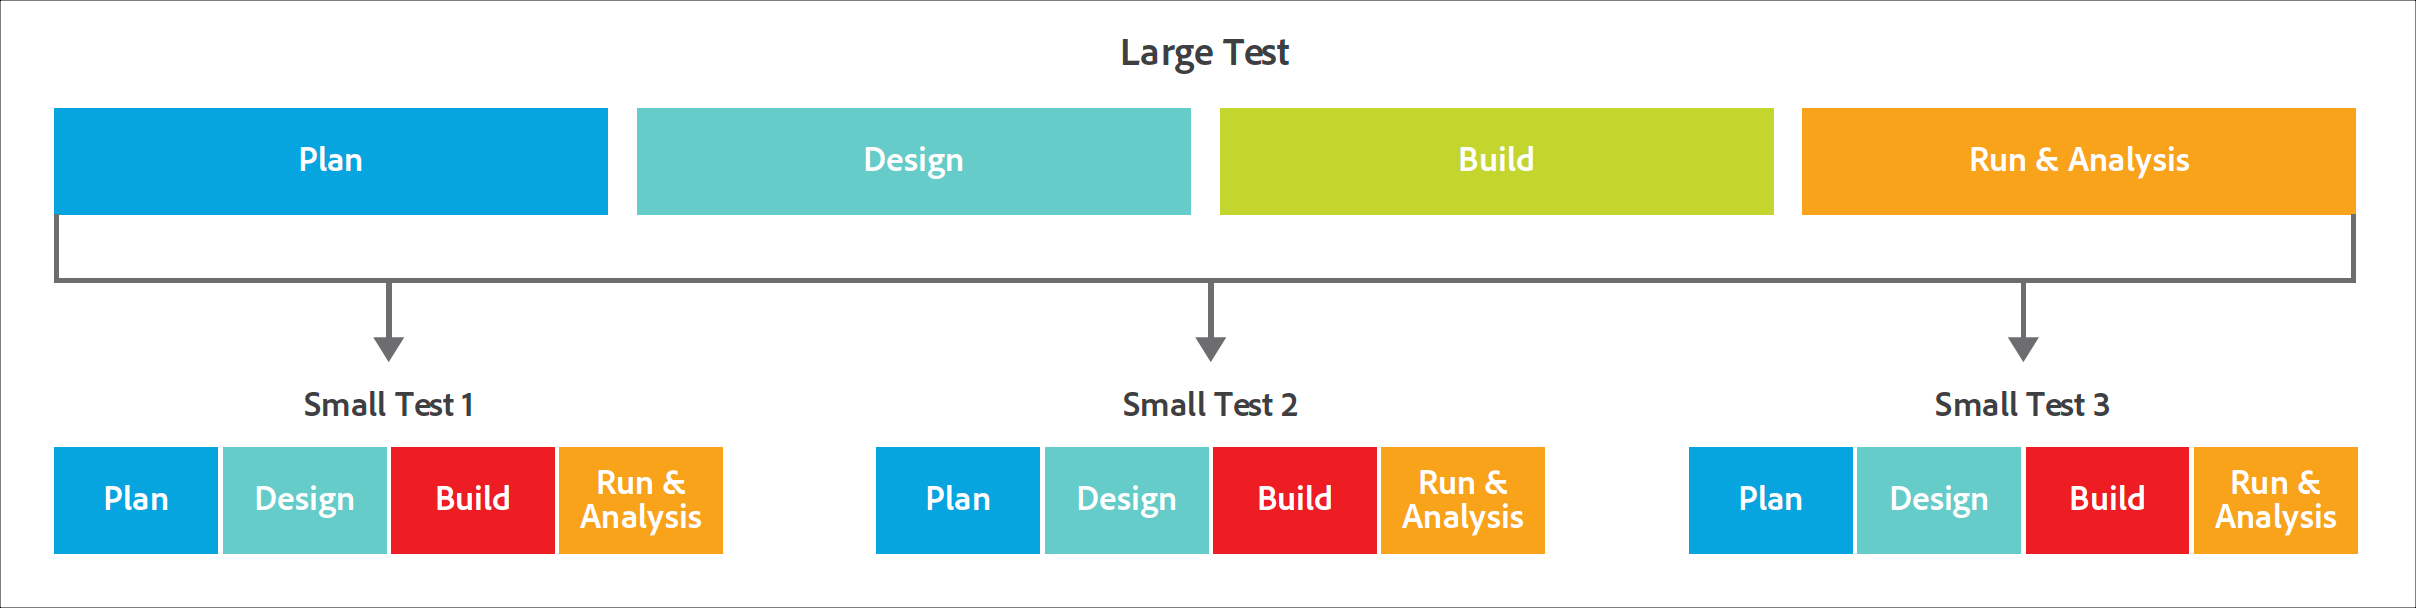 Large Test
Plan
Design
Build
Run & Analysis
Small Test 1
Small Test 2
Small Test 3
Plan
Design
Build
Run &
Analysis
Plan
Design
Build
Run &
Analysis
Plan
Design
Build
Run &
Analysis